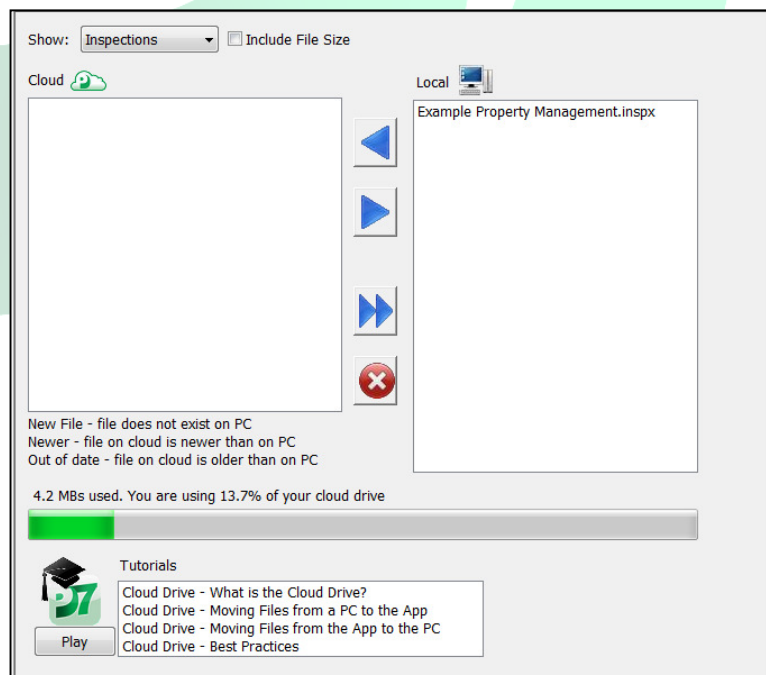 Show: Inspections Include File Size
Cloud
Local
Example Property Management.inspx
New File - file does not exist on PC
Newer - file on cloud is newer than on PC
Out of date - file on cloud is older than on PC
4.2 MBs used. You are using 13.7% of your cloud drive
P7
Play
Tutorials
Cloud Drive - What is the Cloud Drive?
Cloud Drive - Moving Files from a PC to the App
Cloud Drive - Moving Files from the App to the PC
Cloud Drive - Best Practices